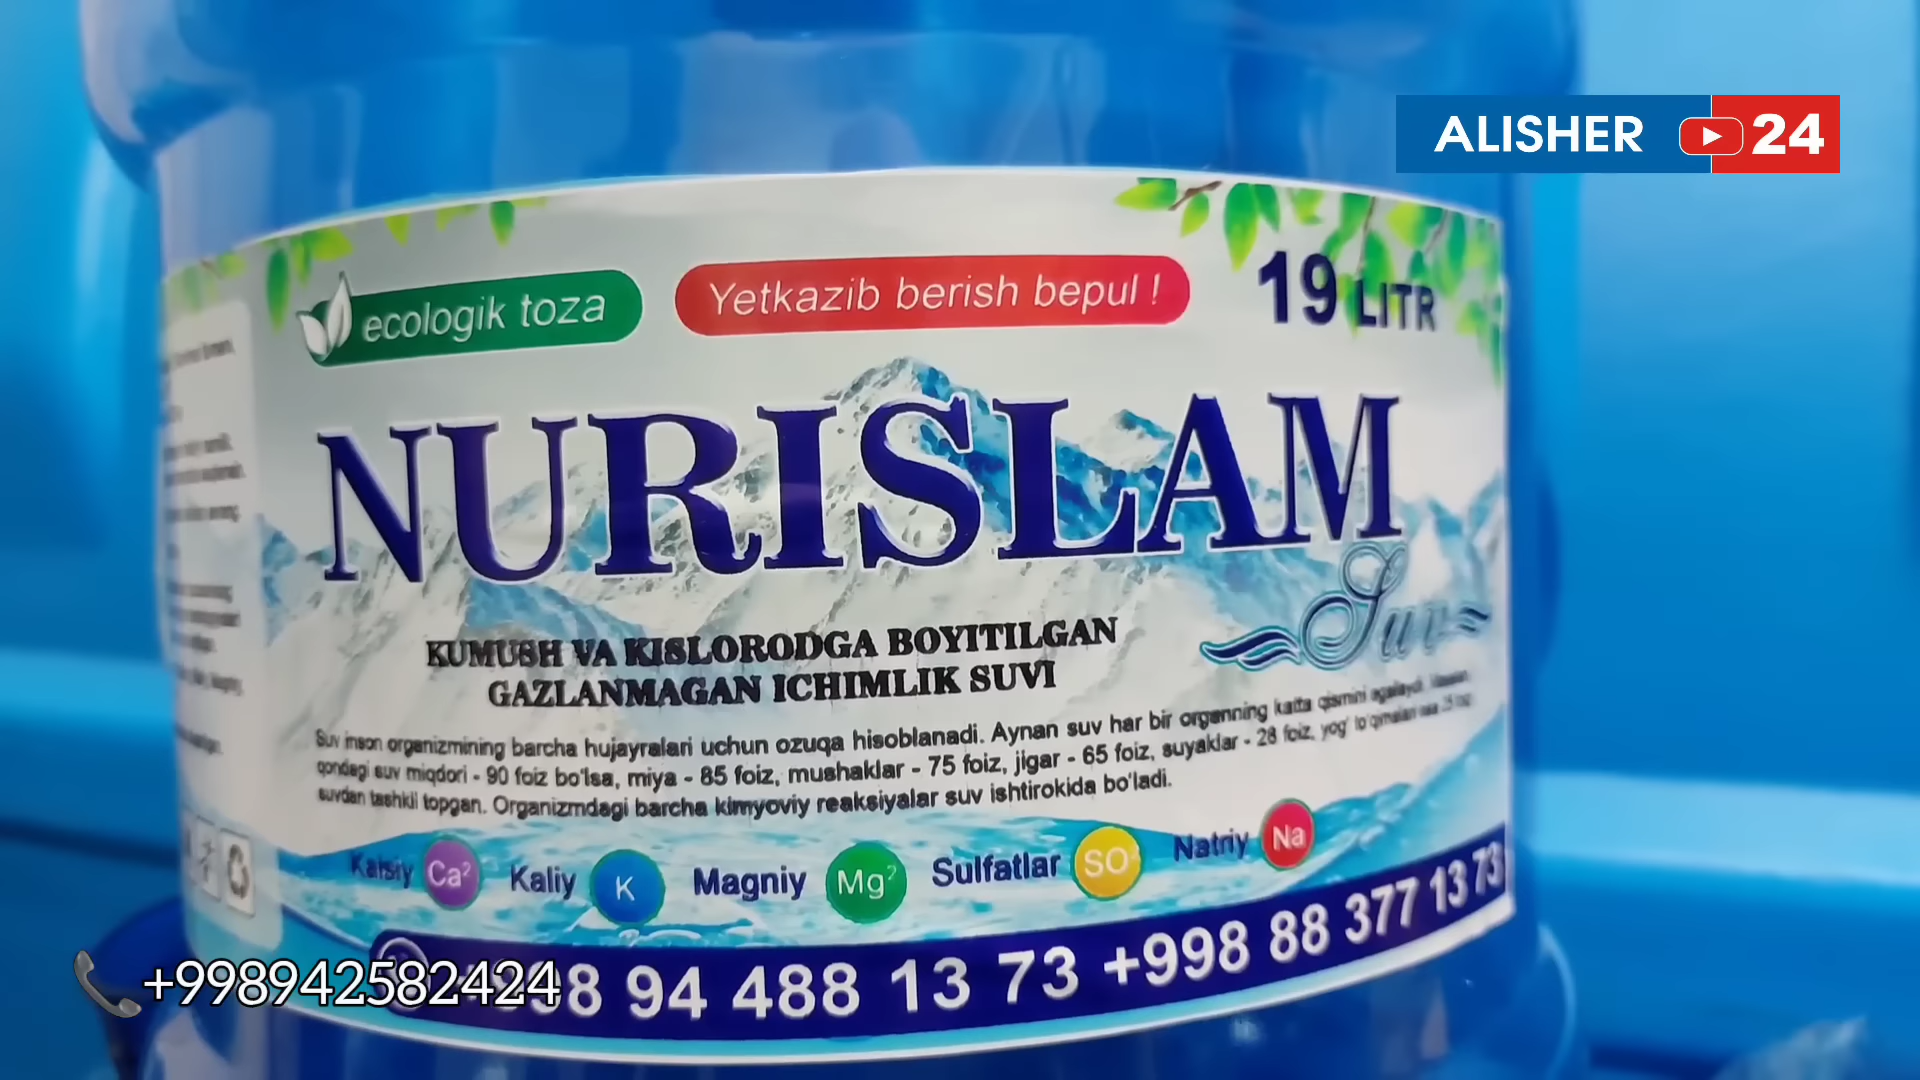 ALISHER 24
ecologik toza
Yetkazib berish bepul !
19 LITR
NURISLAM
Suv
KUMUSH VA KISLORODGA BOYITILGAN
GAZLANMAGAN ICHIMLIK SUVI
Suv inson organizmining barcha hujayralari uchun ozuqa hisoblanadi. Aynan suv har bir organning katta qismini egallaydi. Masalan,
qondagi suv miqdori - 90 foiz bo'lsa, miya - 85 foiz, mushaklar - 75 foiz, jigar - 65 foiz, suyaklar - 28 foiz, yog' to'qimalari esa 25 foiz
suvdan tashkil topgan. Organizmdagi barcha kimyoviy reaksiyalar suv ishtirokida bo'ladi.
Kalsiy Ca² Kaliy K Magniy Mg² Sulfatlar SO Natriy Na
+998 94 488 13 73 +998 88 377 13 73
+998942582424